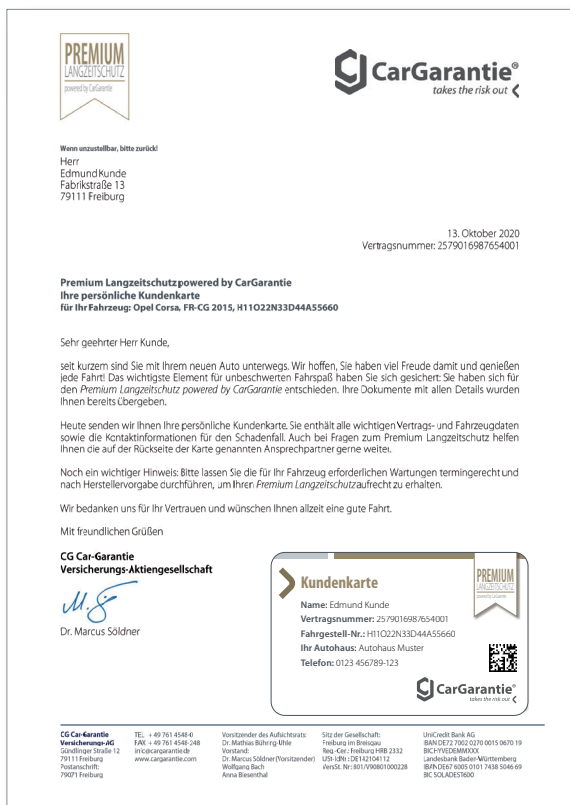 PREMIUM
LANGZEITSCHUTZ
powered by CarGarantie
CarGarantie®
takes the risk out
Wenn unzustellbar, bitte zurück!
Herr
Edmund Kunde
Fabrikstraße 13
79111 Freiburg
13. Oktober 2020
Vertragsnummer: 2579016987654001
Premium Langzeitschutz powered by CarGarantie
Ihre persönliche Kundenkarte
für Ihr Fahrzeug: Opel Corsa, FR-CG 2015, H11O22N33D44A55660
Sehr geehrter Herr Kunde,
seit kurzem sind Sie mit Ihrem neuen Auto unterwegs. Wir hoffen, Sie haben viel Freude damit und genießen
jede Fahrt! Das wichtigste Element für unbeschwerten Fahrspaß haben Sie sich gesichert: Sie haben sich für
den Premium Langzeitschutz powered by CarGarantie entschieden. Ihre Dokumente mit allen Details wurden
Ihnen bereits übergeben.
Heute senden wir Ihnen Ihre persönliche Kundenkarte. Sie enthält alle wichtigen Vertrags- und Fahrzeugdaten
sowie die Kontaktinformationen für den Schadenfall. Auch bei Fragen zum Premium Langzeitschutz helfen
Ihnen die auf der Rückseite der Karte genannten Ansprechpartner gerne weiter.
Noch ein wichtiger Hinweis: Bitte lassen Sie die für Ihr Fahrzeug erforderlichen Wartungen termingerecht und
nach Herstellervorgabe durchführen, um Ihren Premium Langzeitschutz aufrecht zu erhalten.
Wir bedanken uns für Ihr Vertrauen und wünschen Ihnen allzeit eine gute Fahrt.
Mit freundlichen Grüßen
CG Car-Garantie
Versicherungs-Aktiengesellschaft
Dr. Marcus Söldner
Kundenkarte
PREMIUM
LANGZEITSCHUTZ
powered by CarGarantie
Name: Edmund Kunde
Vertragsnummer: 2579016987654001
Fahrgestell-Nr.: H11O22N33D44A55660
Ihr Autohaus: Autohaus Muster
Telefon: 0123 456789-123
CarGarantie®
takes the risk out
CG Car-Garantie
Versicherungs-AG
Gündlinger Straße 12
79111 Freiburg
Postanschrift:
79071 Freiburg
TEL. +49 761 4548-0
FAX +49 761 4548-248
info@cargarantie.de
www.cargarantie.com
Vorsitzender des Aufsichtsrats:
Dr. Mathias Bühring-Uhle
Vorstand:
Dr. Marcus Söldner (Vorsitzender)
Wolfgang Bach
Anna Biesenthal
Sitz der Gesellschaft:
Freiburg im Breisgau
Reg.-Ger.: Freiburg HRB 2332
USt-IdNr.: DE142104112
VersSt. Nr: 801/V90801000228
UniCredit Bank AG
IBAN DE72 7002 0270 0015 0670 19
BIC HYVEDEMMXXX
Landesbank Baden-Württemberg
IBAN DE67 6005 0101 7438 5046 69
BIC SOLADEST600